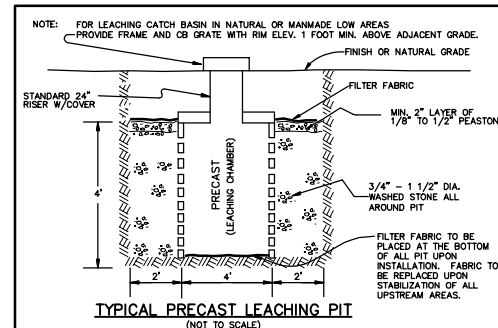 NOTE: FOR LEACHING CATCH BASIN IN NATURAL OR MANMADE LOW AREAS
PROVIDE FRAME AND CB GRATE WITH RIM ELEV. 1 FOOT MIN. ABOVE ADJACENT GRADE.
FINISH OR NATURAL GRADE
STANDARD 24"
RISER W/COVER
FILTER FABRIC
MIN. 2" LAYER OF
1/8" TO 1/2" PEASTON
4'
PRECAST
(LEACHING CHAMBER)
3/4" - 1 1/2" DIA.
WASHED STONE ALL
AROUND PIT
FILTER FABRIC TO BE
PLACED AT THE BOTTOM
OF ALL PIT UPON
INSTALLATION. FABRIC TO
BE REPLACED UPON
STABILIZATION OF ALL
UPSTREAM AREAS.
2' 4' 2'
TYPICAL PRECAST LEACHING PIT
(NOT TO SCALE)